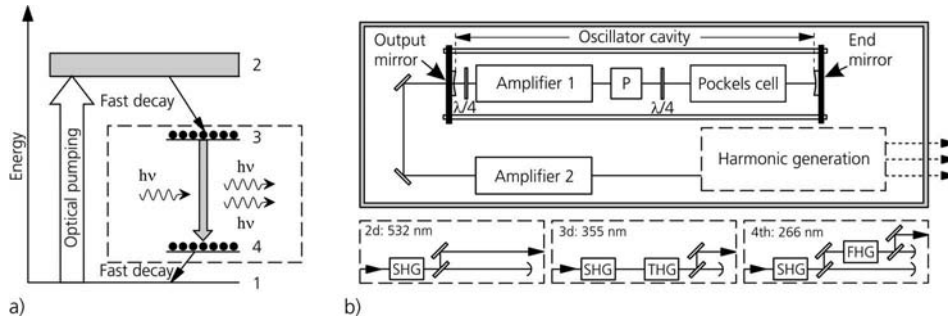 Energy
Optical pumping
2
Fast decay
3
hν
hν
hν
4
Fast decay
1
a)
b)
Oscillator cavity
Output
mirror
End
mirror
Amplifier 1
P
Pockels cell
λ/4
λ/4
Amplifier 2
Harmonic generation
2d: 532 nm
SHG
3d: 355 nm
SHG
THG
4th: 266 nm
SHG
FHG